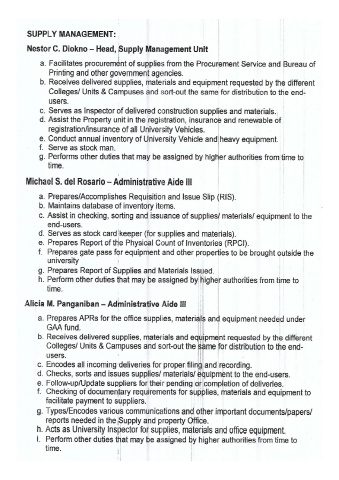 SUPPLY MANAGEMENT:
Nestor C. Diokno – Head, Supply Management Unit
a. Facilitates procurement of supplies from the Procurement Service and Bureau of
Printing and other government agencies.
b. Receives delivered supplies, materials and equipment requested by the different
Colleges/ Units & Campuses and sort-out the same for distribution to the end-
users.
c. Serves as Inspector of delivered construction supplies and materials.
d. Assist the Property unit in the registration, insurance and renewable of
registration/insurance of all University Vehicles.
e. Conduct annual inventory of University Vehicle and heavy equipment.
f. Serve as stock man.
g. Performs other duties that may be assigned by higher authorities from time to
time.
Michael S. del Rosario – Administrative Aide III
a. Prepares/Accomplishes Requisition and Issue Slip (RIS).
b. Maintains database of inventory items.
c. Assist in checking, sorting and issuance of supplies/ materials/ equipment to the
end-users.
d. Serves as stock card keeper (for supplies and materials).
e. Prepares Report of the Physical Count of Inventories (RPCI).
f. Prepares gate pass for equipment and other properties to be brought outside the
university
g. Prepares Report of Supplies and Materials Issued.
h. Perform other duties that may be assigned by higher authorities from time to
time.
Alicia M. Panganiban – Administrative Aide III
a. Prepares APRs for the office supplies, materials and equipment needed under
GAA fund.
b. Receives delivered supplies, materials and equipment requested by the different
Colleges/ Units & Campuses and sort-out the same for distribution to the end-
users.
c. Encodes all incoming deliveries for proper filing and recording.
d. Checks, sorts and issues supplies/ materials/ equipment to the end-users.
e. Follow-up/Update suppliers for their pending or completion of deliveries.
f. Checking of documentary requirements for supplies, materials and equipment to
facilitate payment to suppliers.
g. Types/Encodes various communications and other important documents/papers/
reports needed in the Supply and property Office.
h. Acts as University Inspector for supplies, materials and office equipment.
I. Perform other duties that may be assigned by higher authorities from time to
time.